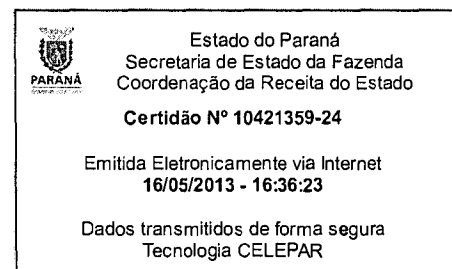 Estado do Paraná
Secretaria de Estado da Fazenda
PARANÁ
Coordenação da Receita do Estado
Certidão Nº 10421359-24
Emitida Eletronicamente via Internet
16/05/2013 - 16:36:23
Dados transmitidos de forma segura
Tecnologia CELEPAR